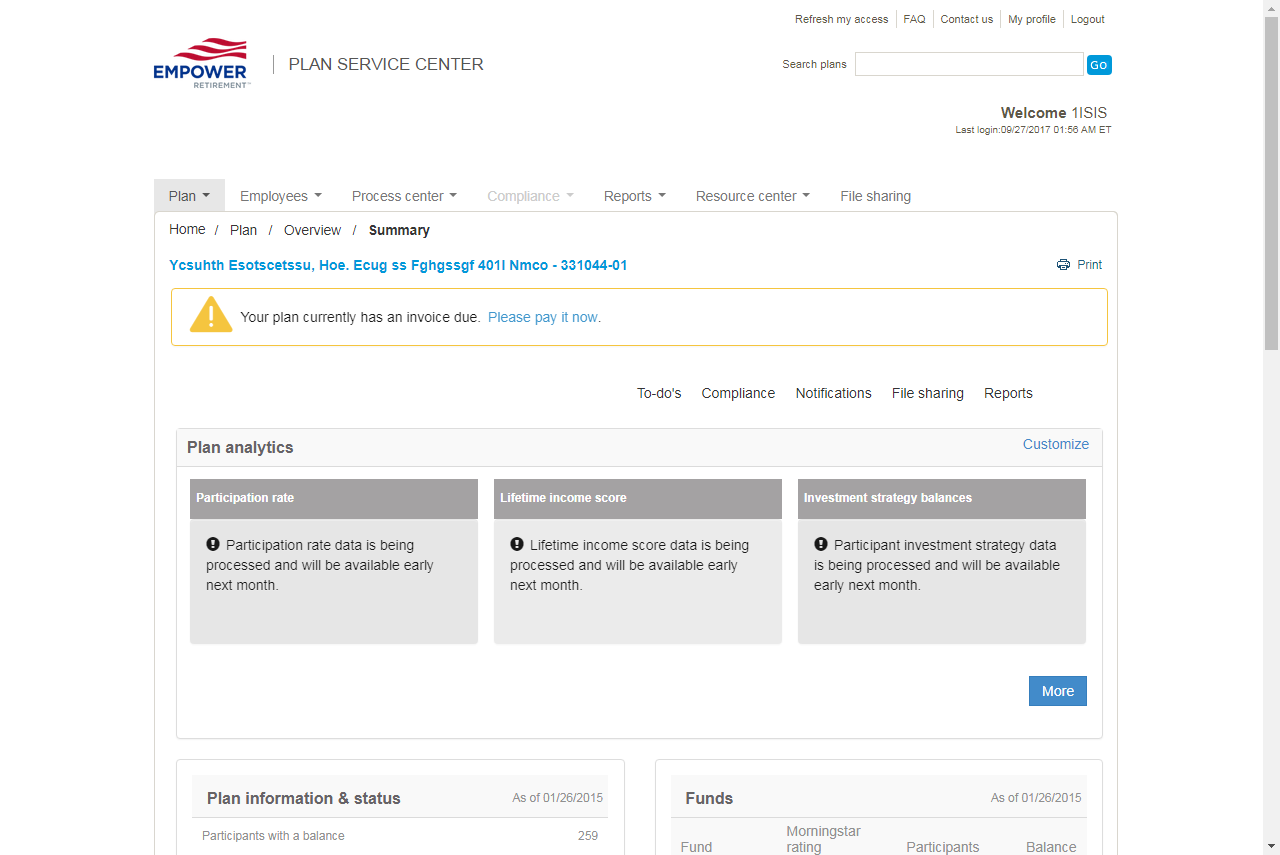 Refresh my access FAQ Contact us My profile Logout
EMPOWER
RETIREMENT™
PLAN SERVICE CENTER
Search plans Go
Welcome 1ISIS
Last login:09/27/2017 01:56 AM ET
Plan Employees Process center Compliance Reports Resource center File sharing
Home / Plan / Overview / Summary
Ycsuhth Esotscetssu, Hoe. Ecug ss Fghgssgf 401l Nmco - 331044-01
Print
Your plan currently has an invoice due. Please pay it now.
To-do's Compliance Notifications File sharing Reports
Plan analytics
Customize
Participation rate
Participation rate data is being
processed and will be available early
next month.
Lifetime income score
Lifetime income score data is being
processed and will be available early
next month.
Investment strategy balances
Participant investment strategy data
is being processed and will be available
early next month.
More
Plan information & status As of 01/26/2015
Participants with a balance 259
Funds As of 01/26/2015
Fund Morningstar
rating Participants Balance